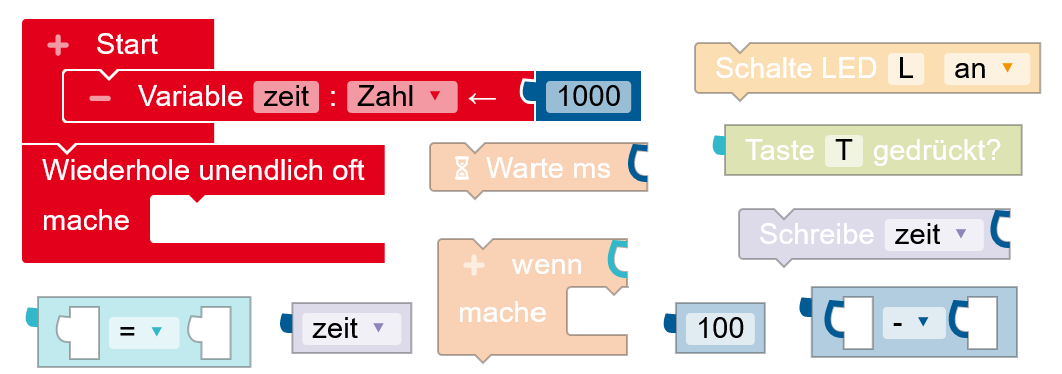 + Start
− Variable zeit : Zahl ▼ ← 1000
Wiederhole unendlich oft
mache
Warte ms
Schalte LED L an ▼
Taste T gedrückt?
Schreibe zeit ▼
+ wenn
mache
= ▼
zeit ▼
100
- ▼